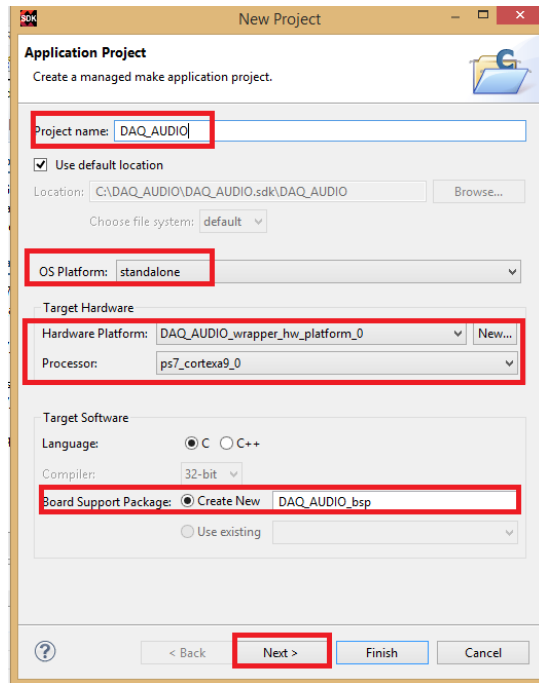 SDK New Project
Application Project
Create a managed make application project.
Project name: DAQ_AUDIO
Use default location
Location: C:\DAQ_AUDIO\DAQ_AUDIO.sdk\DAQ_AUDIO Browse...
Choose file system: default
OS Platform: standalone
Target Hardware
Hardware Platform: DAQ_AUDIO_wrapper_hw_platform_0 New...
Processor: ps7_cortexa9_0
Target Software
Language: C C++
Compiler: 32-bit
Board Support Package: Create New DAQ_AUDIO_bsp
Use existing
? < Back Next > Finish Cancel